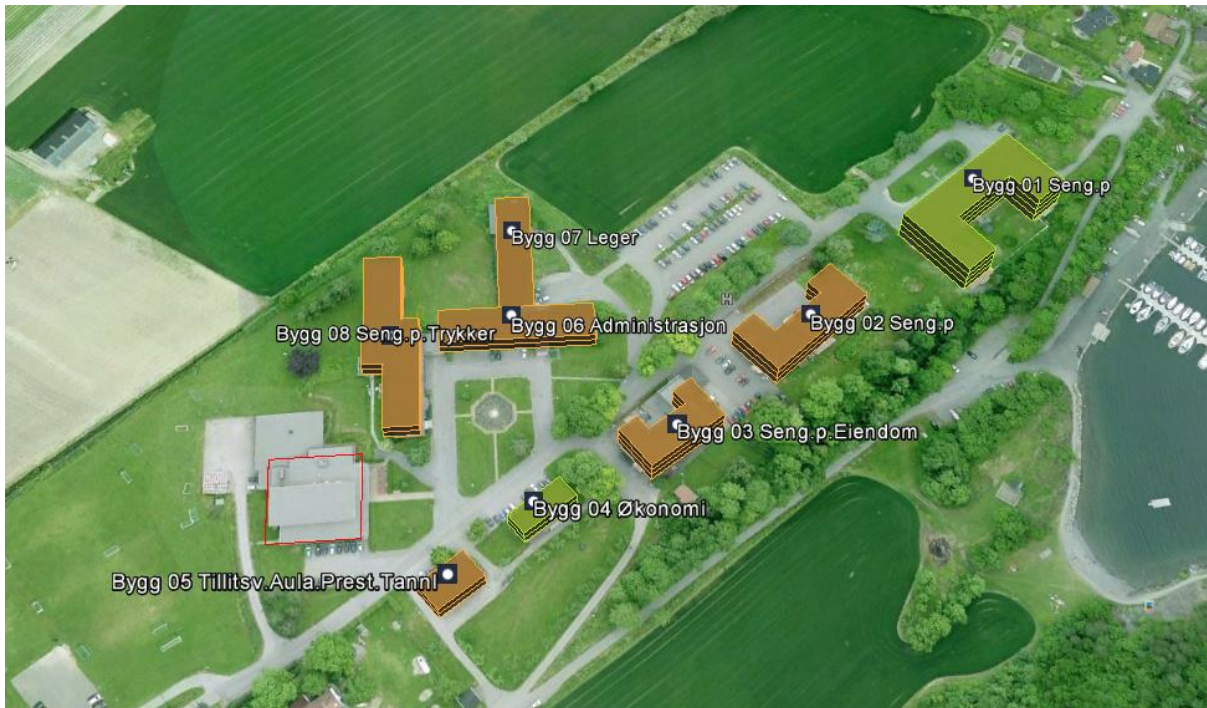 Bygg 01 Seng.p
Bygg 07 Leger
Bygg 06 Administrasjon
Bygg 08 Seng.p.Trykker
Bygg 02 Seng.p
H
Bygg 03 Seng.p.Eiendom
Bygg 04 Økonomi
Bygg 05 Tillitsv.Aula.Prest.Tannl